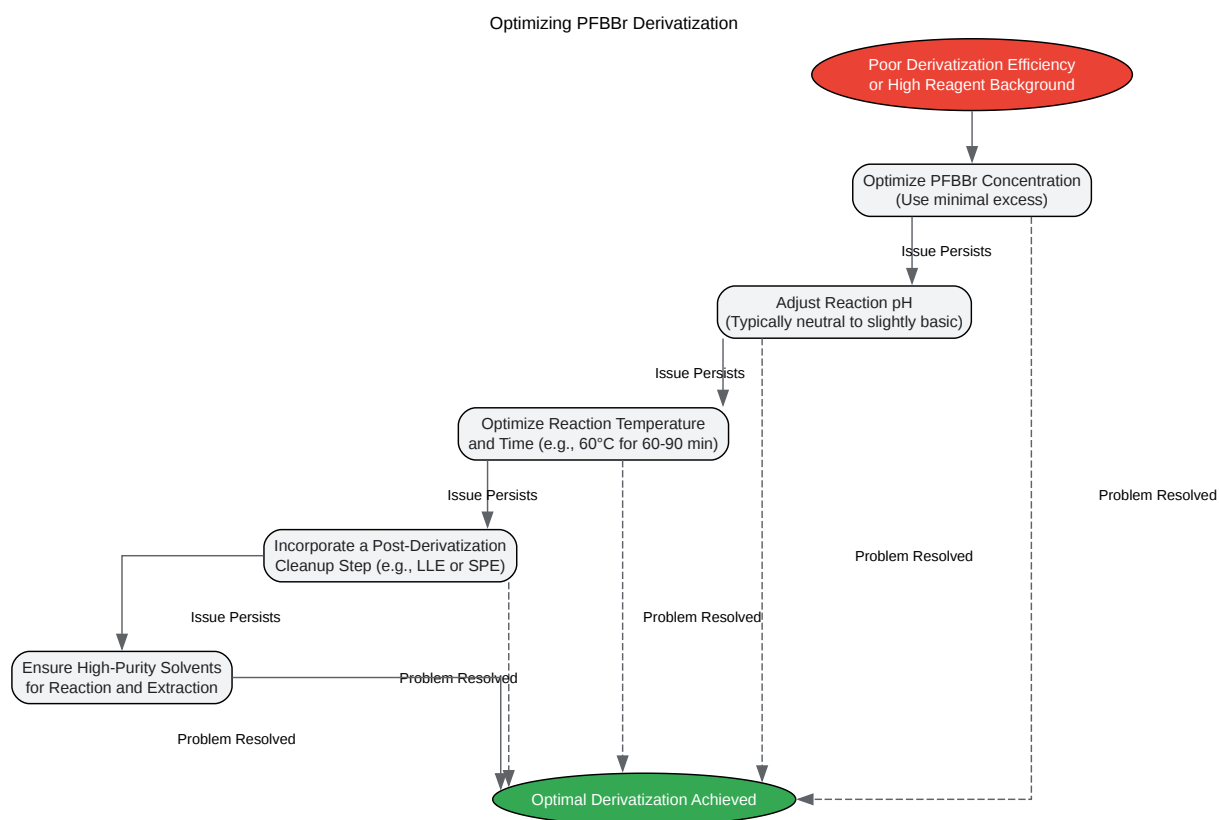 Optimizing PFBBr Derivatization
Poor Derivatization Efficiency
or High Reagent Background
Optimize PFBBr Concentration
(Use minimal excess)
Issue Persists
Adjust Reaction pH
(Typically neutral to slightly basic)
Issue Persists
Optimize Reaction Temperature
and Time (e.g., 60°C for 60-90 min)
Issue Persists
Problem Resolved
Incorporate a Post-Derivatization
Cleanup Step (e.g., LLE or SPE)
Problem Resolved
Issue Persists
Problem Resolved
Ensure High-Purity Solvents
for Reaction and Extraction
Problem Resolved
Problem Resolved
Optimal Derivatization Achieved